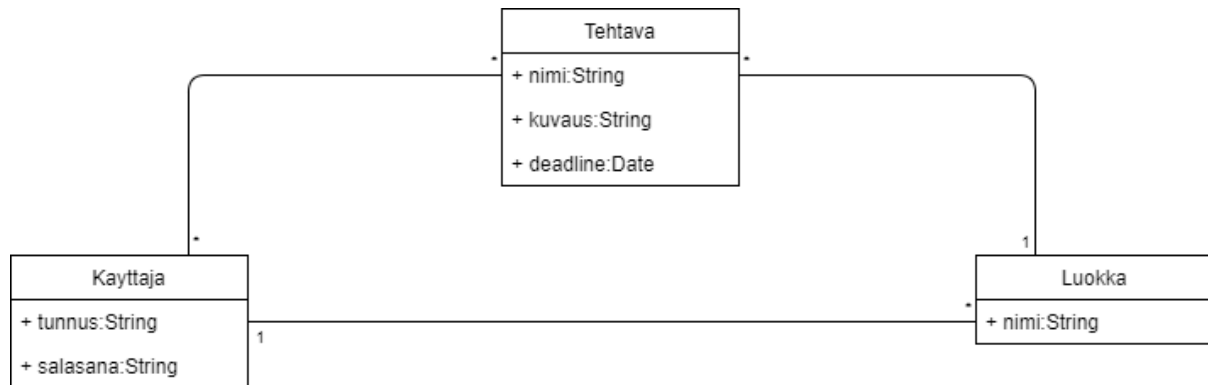 Tehtava
* *
+ nimi:String
+ kuvaus:String
+ deadline:Date
* 1
Kayttaja
+ tunnus:String
+ salasana:String
1 *
Luokka
+ nimi:String